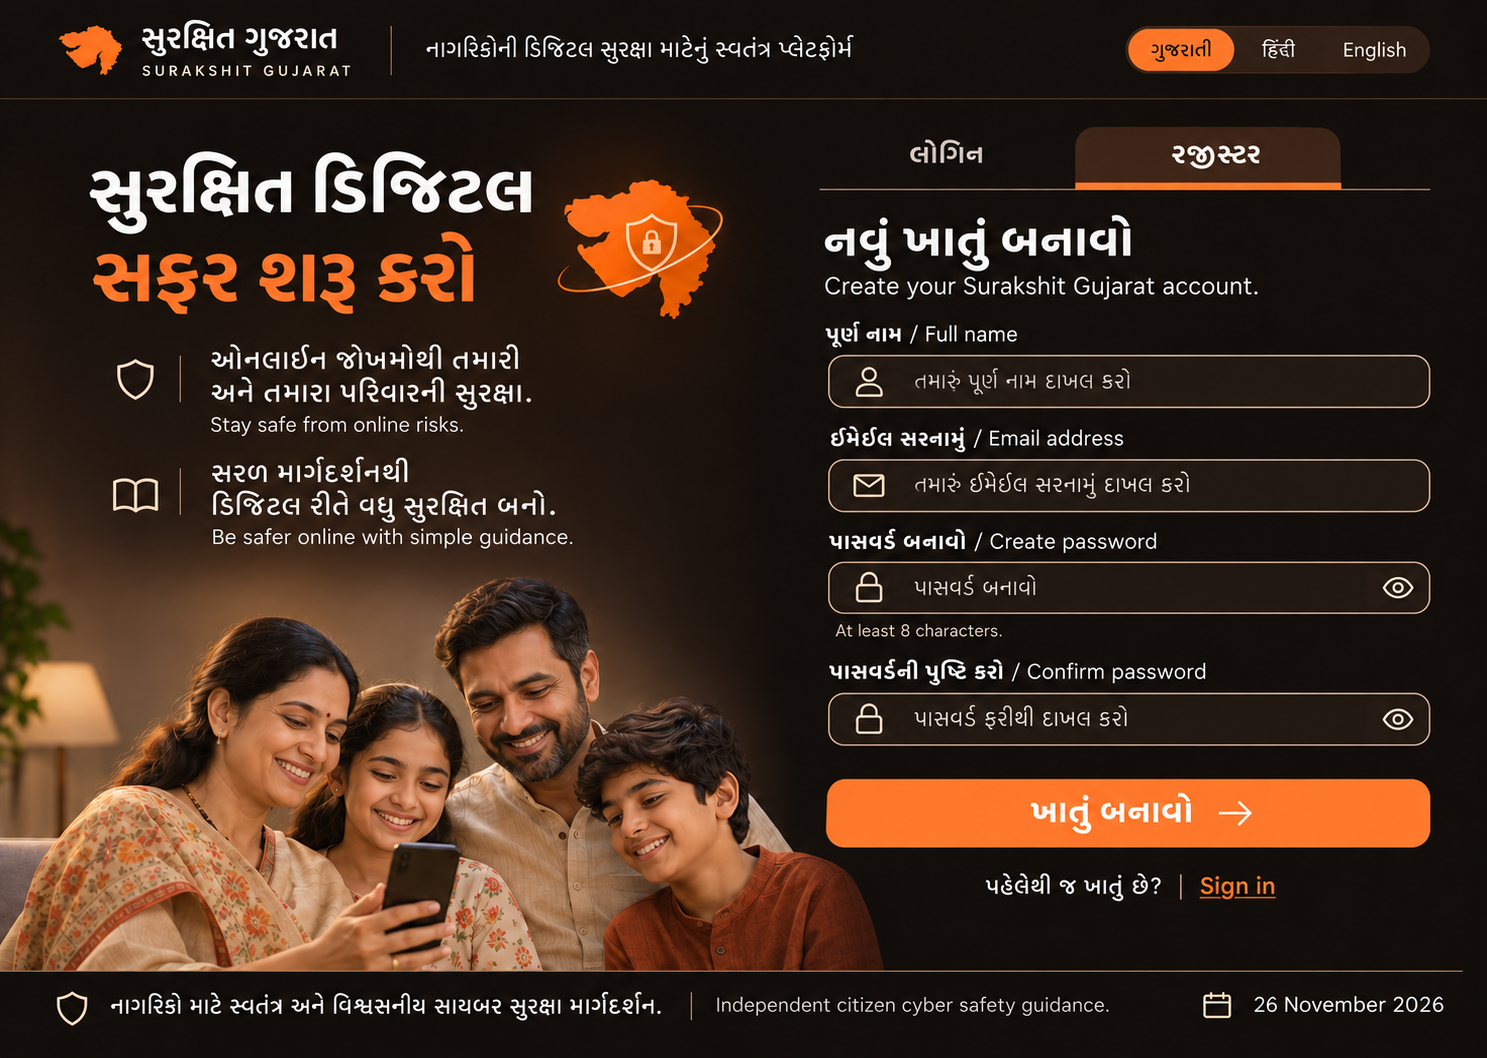 સુરક્ષિત ગુજરાત
SURAKSHIT GUJARAT
નાગરિકોની ડિજિટલ સુરક્ષા માટેનું સ્વતંત્ર પ્લેટફોર્મ
ગુજરાતી
हिंदी
English
સુરક્ષિત ડિજિટલ
સફર શરૂ કરો
ઓનલાઈન જોખમોથી તમારી
અને તમારા પરિવારની સુરક્ષા.
Stay safe from online risks.
સરળ માર્ગદર્શનથી
ડિજિટલ રીતે વધુ સુરક્ષિત બનો.
Be safer online with simple guidance.
લોગિન
રજીસ્ટર
નવું ખાતું બનાવો
Create your Surakshit Gujarat account.
પૂર્ણ નામ / Full name
તમારું પૂર્ણ નામ દાખલ કરો
ઈમેઈલ સરનામું / Email address
તમારું ઈમેઈલ સરનામું દાખલ કરો
પાસવર્ડ બનાવો / Create password
પાસવર્ડ બનાવો
At least 8 characters.
પાસવર્ડની પુષ્ટિ કરો / Confirm password
પાસવર્ડ ફરીથી દાખલ કરો
ખાતું બનાવો
પહેલેથી જ ખાતું છે? | Sign in
નાગરિકો માટે સ્વતંત્ર અને વિશ્વસનીય સાયબર સુરક્ષા માર્ગદર્શન.
Independent citizen cyber safety guidance.
26 November 2026